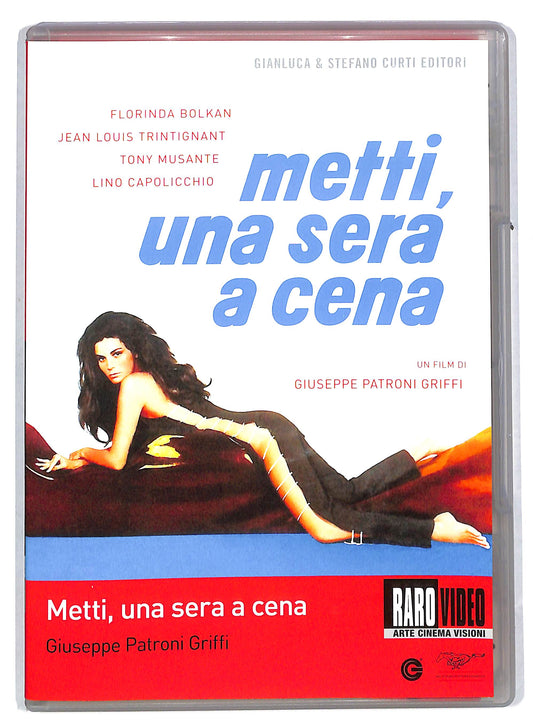 GIANLUCA & STEFANO CURTI EDITORI
FLORINDA BOLKAN
JEAN LOUIS TRINTIGNANT
TONY MUSANTE
LINO CAPOLICCHIO
metti,
una sera
a cena
UN FILM DI
GIUSEPPE PATRONI GRIFFI
Metti, una sera a cena
Giuseppe Patroni Griffi
RARO VIDEO
ARTE CINEMA VISIONI